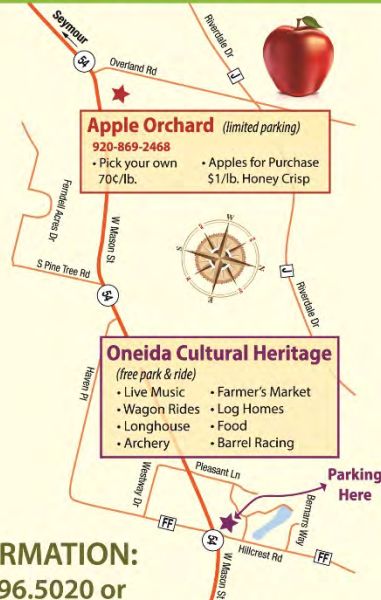 Seymour
Riverdale Dr
54
Overland Rd
J
Apple Orchard (limited parking)
920-869-2468
• Pick your own
70¢/lb.
• Apples for Purchase
$1/lb. Honey Crisp
Ferndell Acres Dr
W Mason St
W
S
N
E
S Pine Tree Rd
J
54
Riverdale Dr
Haven Pl
Oneida Cultural Heritage
(free park & ride)
• Live Music
• Wagon Rides
• Longhouse
• Archery
• Farmer's Market
• Log Homes
• Food
• Barrel Racing
Parking
Here
Westway Dr
Pleasant Ln
Bernars Way
FF
54
Hillcrest Rd
FF
W Mason St
RMATION:
96.5020 or